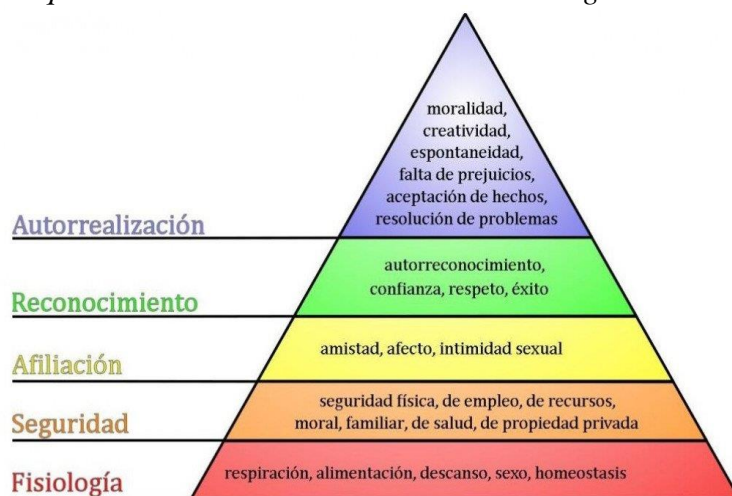 moralidad,
creatividad,
espontaneidad,
falta de prejuicios,
aceptación de hechos,
resolución de problemas
Autorrealización
autorreconocimiento,
confianza, respeto, éxito
Reconocimiento
amistad, afecto, intimidad sexual
Afiliación
seguridad física, de empleo, de recursos,
moral, familiar, de salud, de propiedad privada
Seguridad
respiración, alimentación, descanso, sexo, homeostasis
Fisiología